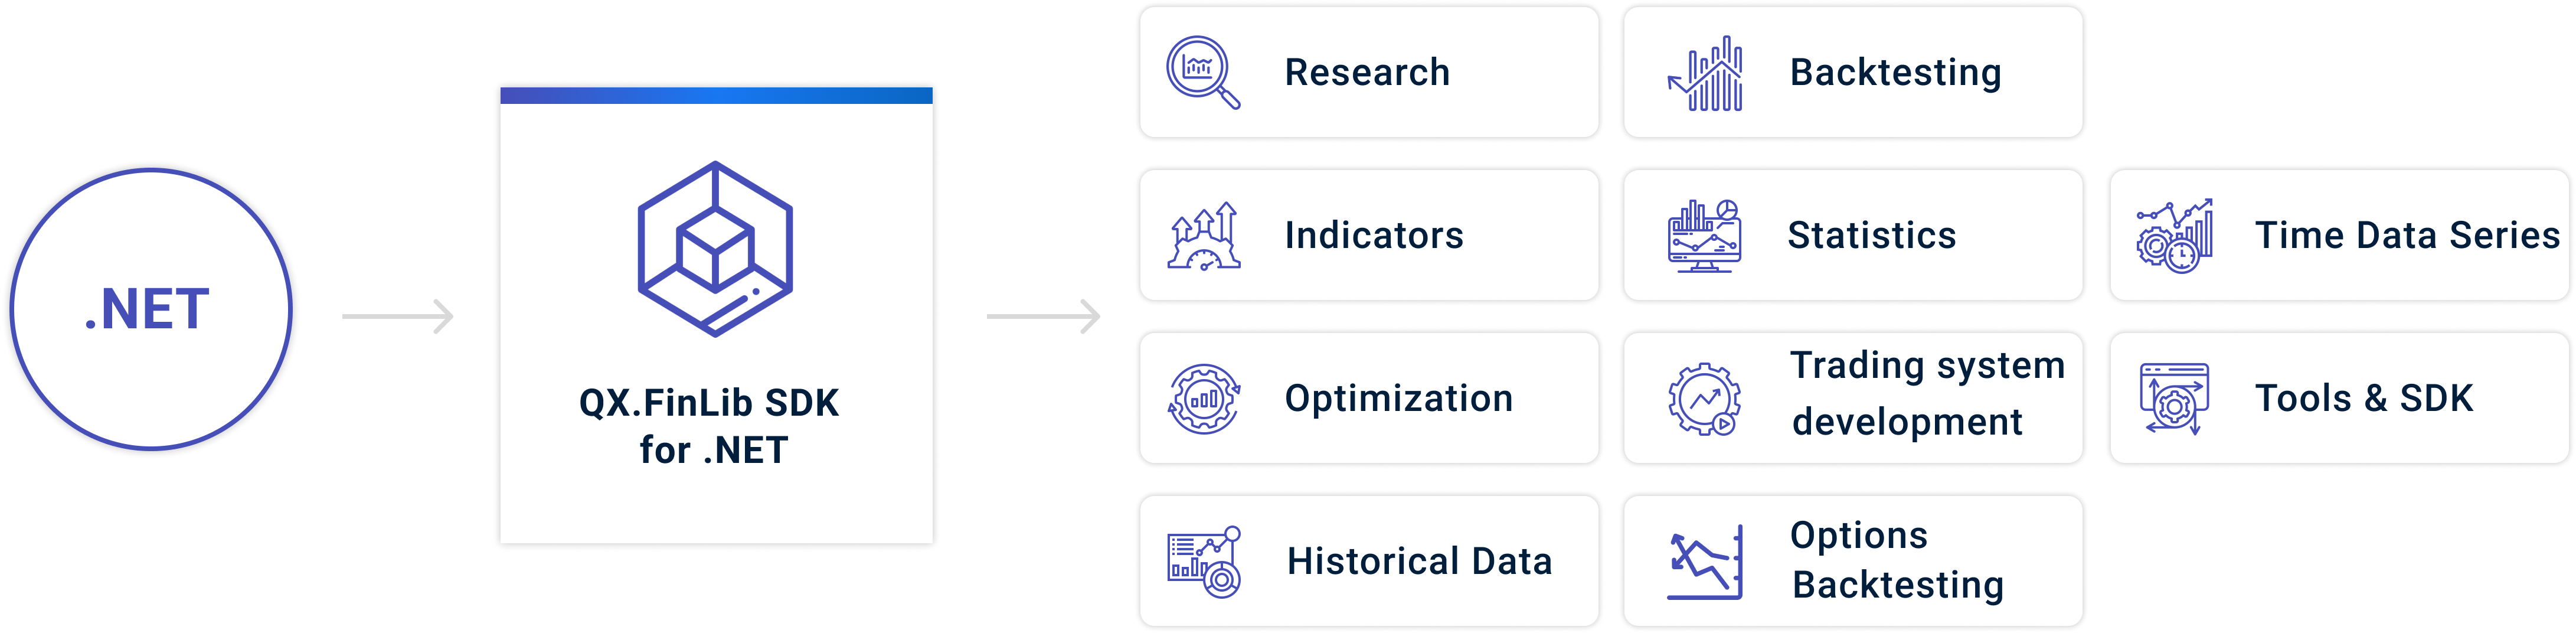 .NET
QX.FinLib SDK
for .NET
Research
Backtesting
Indicators
Statistics
Time Data Series
Optimization
Trading system
development
Tools & SDK
Historical Data
Options
Backtesting